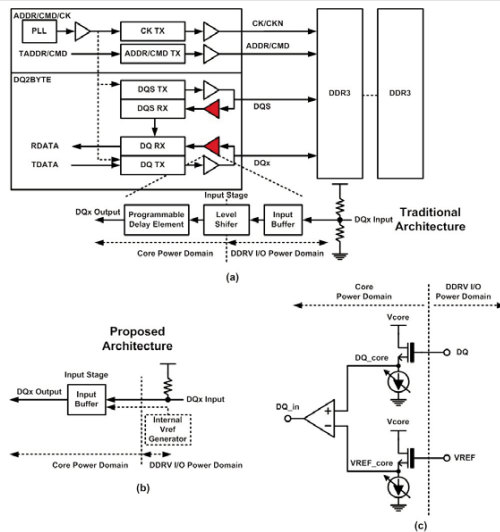 ADDR/CMD/CK
PLL
CK TX
CK/CKN
TADDR/CMD
ADDR/CMD TX
ADDR/CMD
DQ2BYTE
DQS TX
DQS RX
DQS
DDR3
DDR3
RDATA
DQ RX
TDATA
DQ TX
DQx
Input Stage
DQx Output
Programmable
Delay Element
Level
Shifer
Input
Buffer
DQx Input
Traditional
Architecture
Core Power Domain
DDRV I/O Power Domain
(a)
Proposed
Architecture
Input Stage
DQx Output
Input
Buffer
DQx Input
Internal
Vref
Generator
Core Power Domain
DDRV I/O Power Domain
(b)
Core
Power Domain
DDRV I/O
Power Domain
Vcore
DQ_core
DQ
DQ_in
+
−
Vcore
VREF_core
VREF
(c)